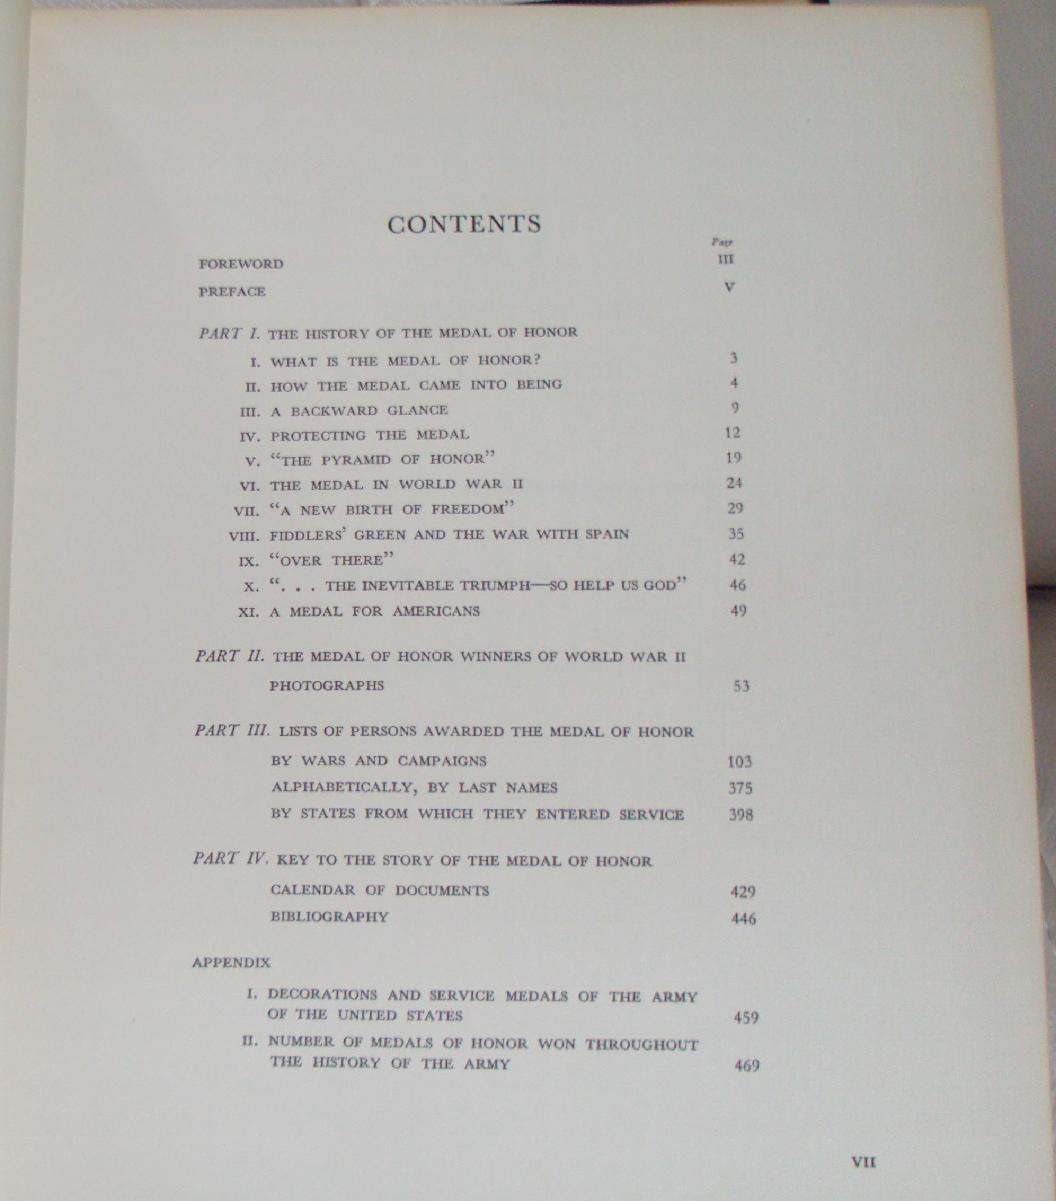 CONTENTS
Page
FOREWORD III
PREFACE V
PART I. THE HISTORY OF THE MEDAL OF HONOR
I. WHAT IS THE MEDAL OF HONOR? 3
II. HOW THE MEDAL CAME INTO BEING 4
III. A BACKWARD GLANCE 9
IV. PROTECTING THE MEDAL 12
V. “THE PYRAMID OF HONOR” 19
VI. THE MEDAL IN WORLD WAR II 24
VII. “A NEW BIRTH OF FREEDOM” 29
VIII. FIDDLERS’ GREEN AND THE WAR WITH SPAIN 35
IX. “OVER THERE” 42
X. “. . . THE INEVITABLE TRIUMPH—SO HELP US GOD” 46
XI. A MEDAL FOR AMERICANS 49
PART II. THE MEDAL OF HONOR WINNERS OF WORLD WAR II
PHOTOGRAPHS 53
PART III. LISTS OF PERSONS AWARDED THE MEDAL OF HONOR
BY WARS AND CAMPAIGNS 103
ALPHABETICALLY, BY LAST NAMES 375
BY STATES FROM WHICH THEY ENTERED SERVICE 398
PART IV. KEY TO THE STORY OF THE MEDAL OF HONOR
CALENDAR OF DOCUMENTS 429
BIBLIOGRAPHY 446
APPENDIX
I. DECORATIONS AND SERVICE MEDALS OF THE ARMY
OF THE UNITED STATES 459
II. NUMBER OF MEDALS OF HONOR WON THROUGHOUT
THE HISTORY OF THE ARMY 469
VII